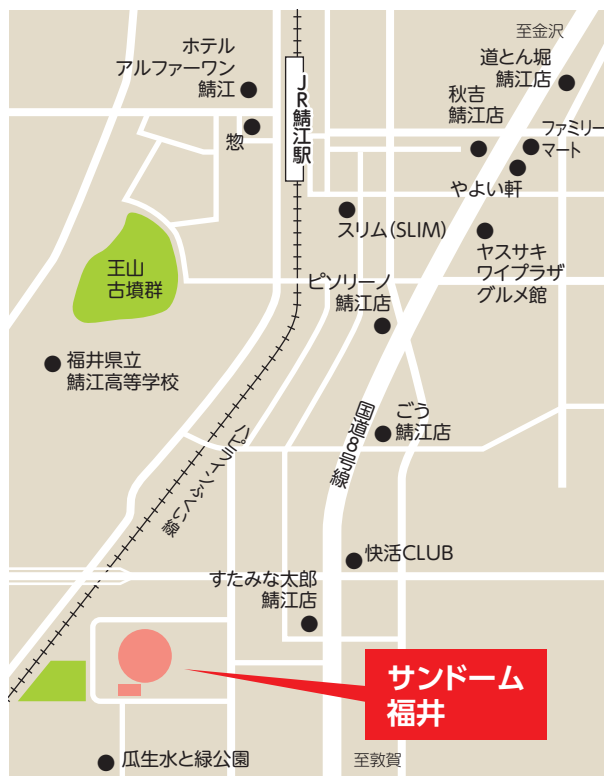 至金沢
ホテル
アルファーワン
鯖江
道とん堀
鯖江店
秋吉
鯖江店
JR鯖江駅
ファミリー
マート
惣
やよい軒
スリム(SLIM)
王山
古墳群
ヤスサキ
ワイプラザ
グルメ館
ピソリーノ
鯖江店
福井県立
鯖江高等学校
国道8号線
ごう
鯖江店
ハピラインふくい線
快活CLUB
すたみな太郎
鯖江店
サンドーム
福井
瓜生水と緑公園
至敦賀